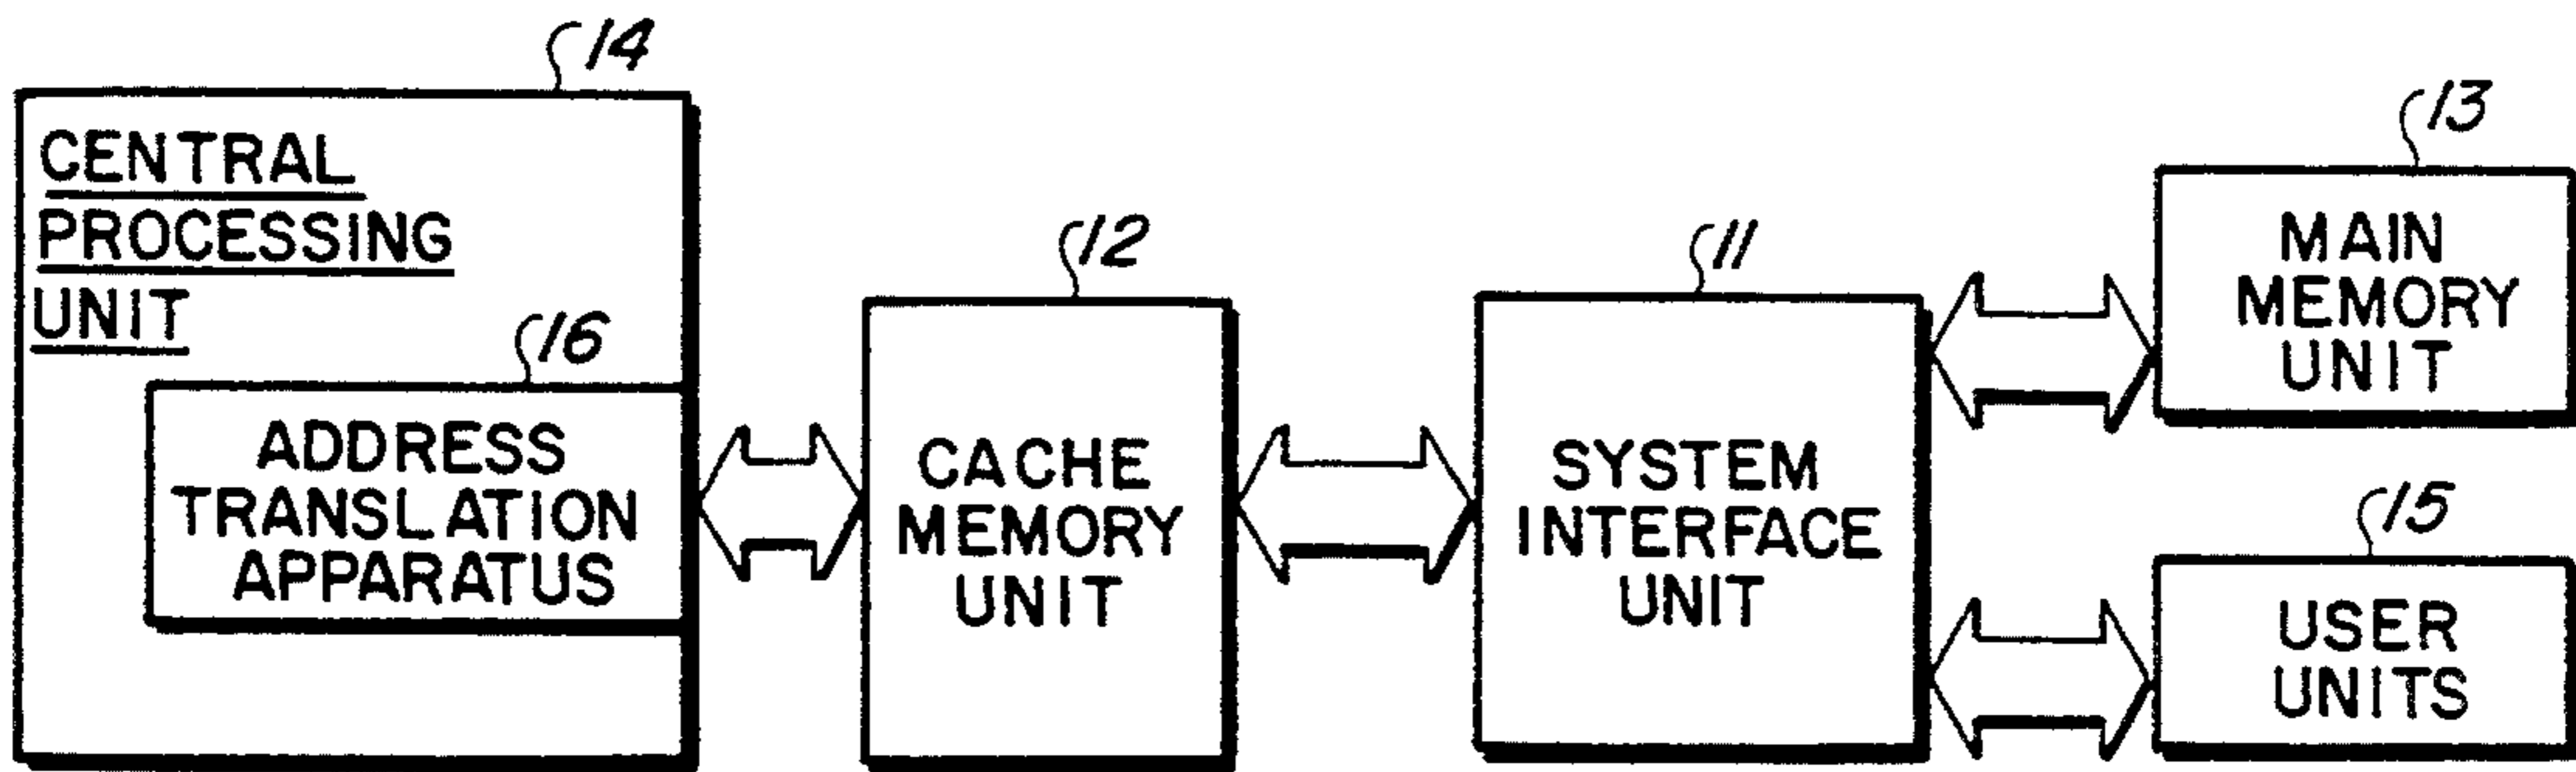 14
CENTRAL
PROCESSING
UNIT
16
ADDRESS
TRANSLATION
APPARATUS
12
CACHE
MEMORY
UNIT
11
SYSTEM
INTERFACE
UNIT
13
MAIN
MEMORY
UNIT
15
USER
UNITS